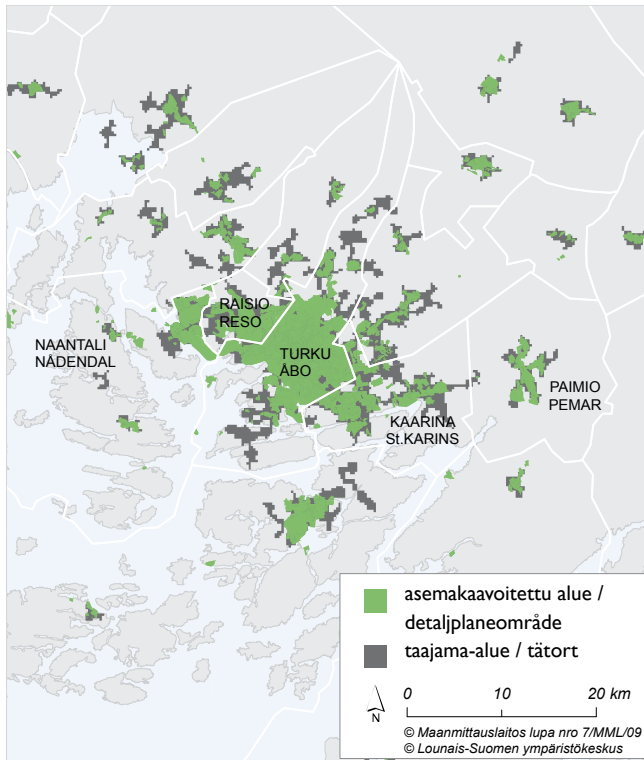 RAISIO
RESO
NAANTALI
NÅDENDAL
TURKU
ÅBO
PAIMIO
PEMAR
KAARINA
St.KARINS
asemakaavoitettu alue /
detaljplaneområde
taajama-alue / tätort
0 10 20 km
N
© Maanmittauslaitos lupa nro 7/MML/09
© Lounais-Suomen ympäristökeskus